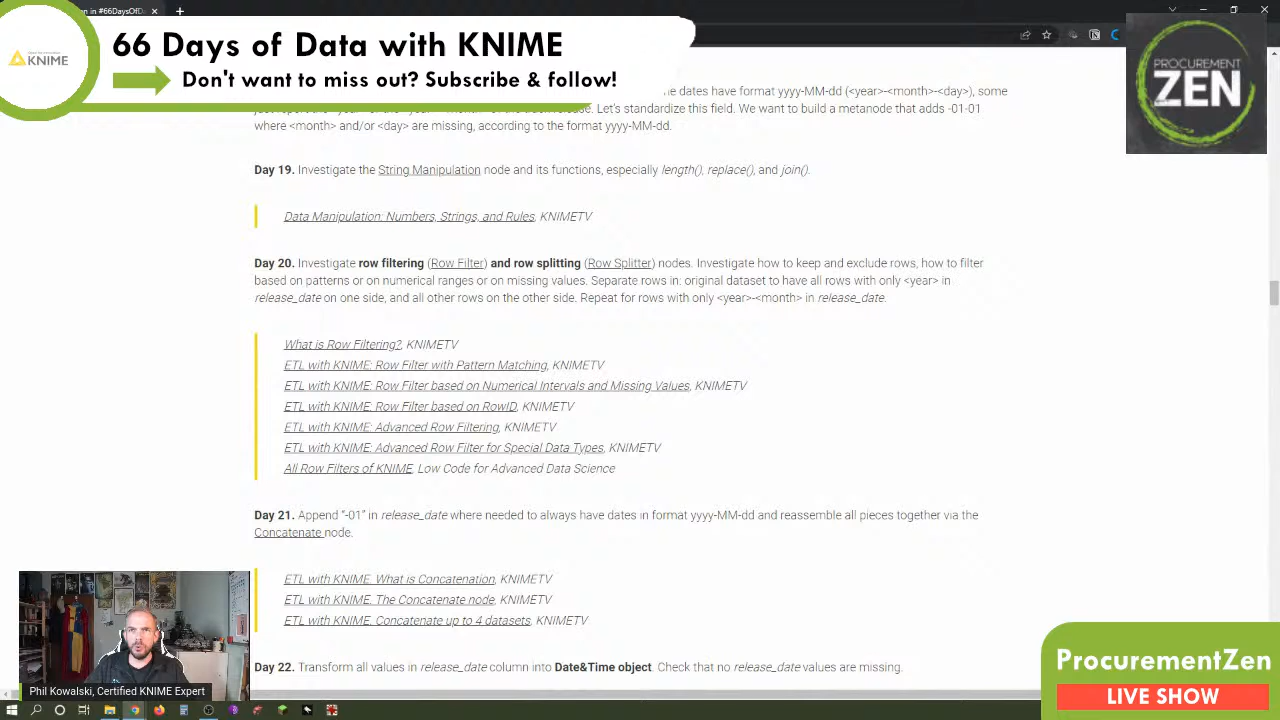 en in #66DaysOfDa
66 Days of Data with KNIME
KNIME
Don't want to miss out? Subscribe & follow!
PROCUREMENT
ZEN
ne dates have format yyyy-MM-dd (<year>-<month>-<day>), some
release. Let's standardize this field. We want to build a metanode that adds -01-01
where <month> and/or <day> are missing, according to the format yyyy-MM-dd.
Day 19. Investigate the String Manipulation node and its functions, especially length(), replace(), and join().
Data Manipulation: Numbers, Strings, and Rules, KNIMETV
Day 20. Investigate row filtering (Row Filter) and row splitting (Row Splitter) nodes. Investigate how to keep and exclude rows, how to filter
based on patterns or on numerical ranges or on missing values. Separate rows in: original dataset to have all rows with only <year> in
release_date on one side, and all other rows on the other side. Repeat for rows with only <year>-<month> in release_date.
What is Row Filtering?, KNIMETV
ETL with KNIME: Row Filter with Pattern Matching, KNIMETV
ETL with KNIME: Row Filter based on Numerical Intervals and Missing Values, KNIMETV
ETL with KNIME: Row Filter based on RowID, KNIMETV
ETL with KNIME: Advanced Row Filtering, KNIMETV
ETL with KNIME: Advanced Row Filter for Special Data Types, KNIMETV
All Row Filters of KNIME, Low Code for Advanced Data Science
Day 21. Append “-01” in release_date where needed to always have dates in format yyyy-MM-dd and reassemble all pieces together via the
Concatenate node.
ETL with KNIME. What is Concatenation, KNIMETV
ETL with KNIME. The Concatenate node, KNIMETV
ETL with KNIME. Concatenate up to 4 datasets, KNIMETV
Day 22. Transform all values in release_date column into Date&Time object. Check that no release_date values are missing.
Phil Kowalski, Certified KNIME Expert
ProcurementZen
LIVE SHOW